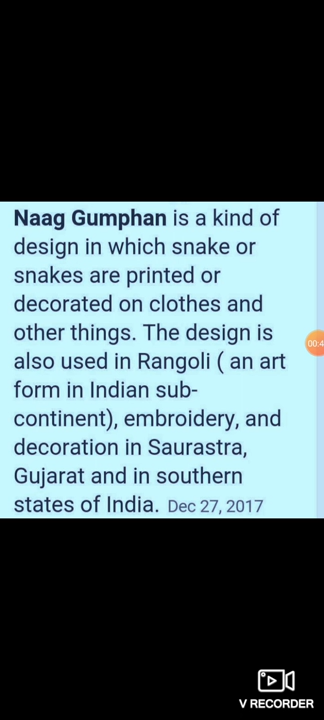 Naag Gumphan is a kind of
design in which snake or
snakes are printed or
decorated on clothes and
other things. The design is
also used in Rangoli ( an art
form in Indian sub-
continent), embroidery, and
decoration in Saurastra,
Gujarat and in southern
states of India. Dec 27, 2017
00:4
V RECORDER